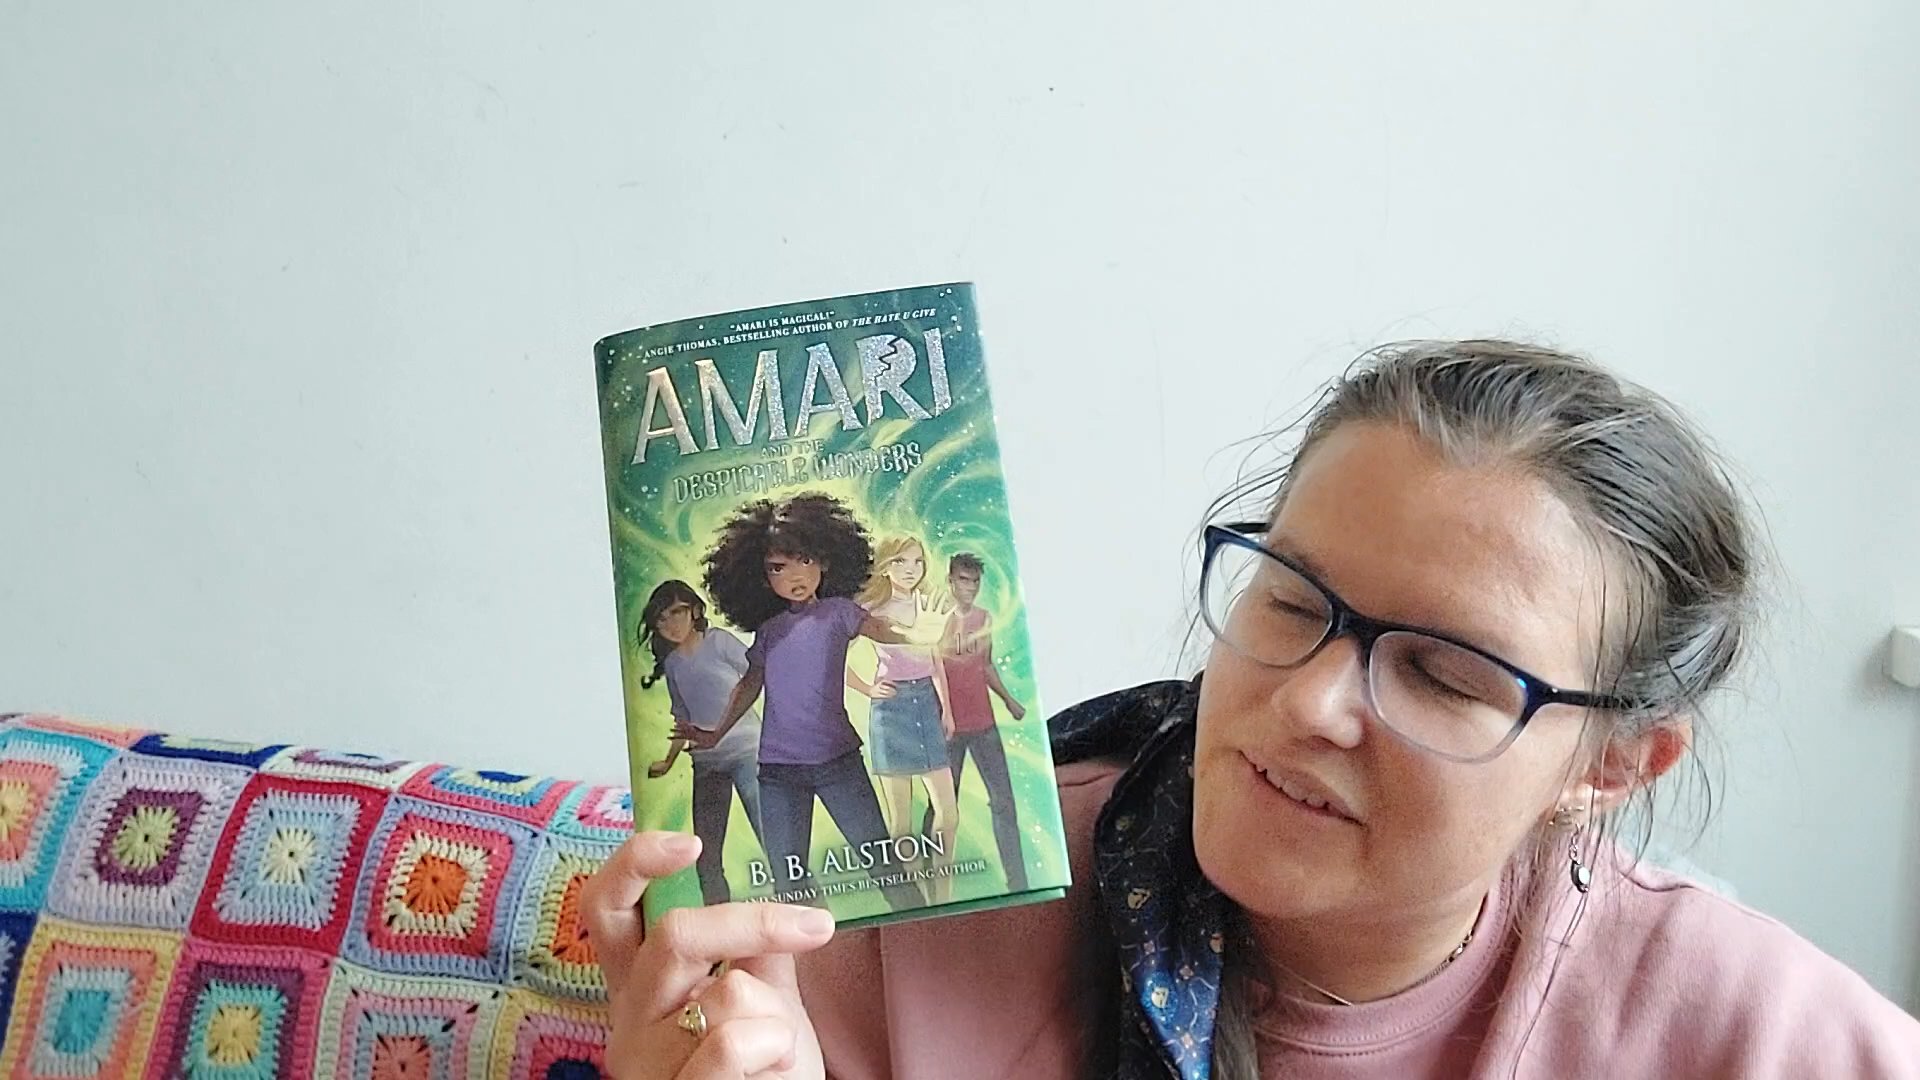 "AMARI IS MAGICAL!"
ANGIE THOMAS, BESTSELLING AUTHOR OF THE HATE U GIVE
AMARI
AND THE
DESPICABLE WONDERS
10
B. B. ALSTON
AND SUNDAY TIMES BESTSELLING AUTHOR